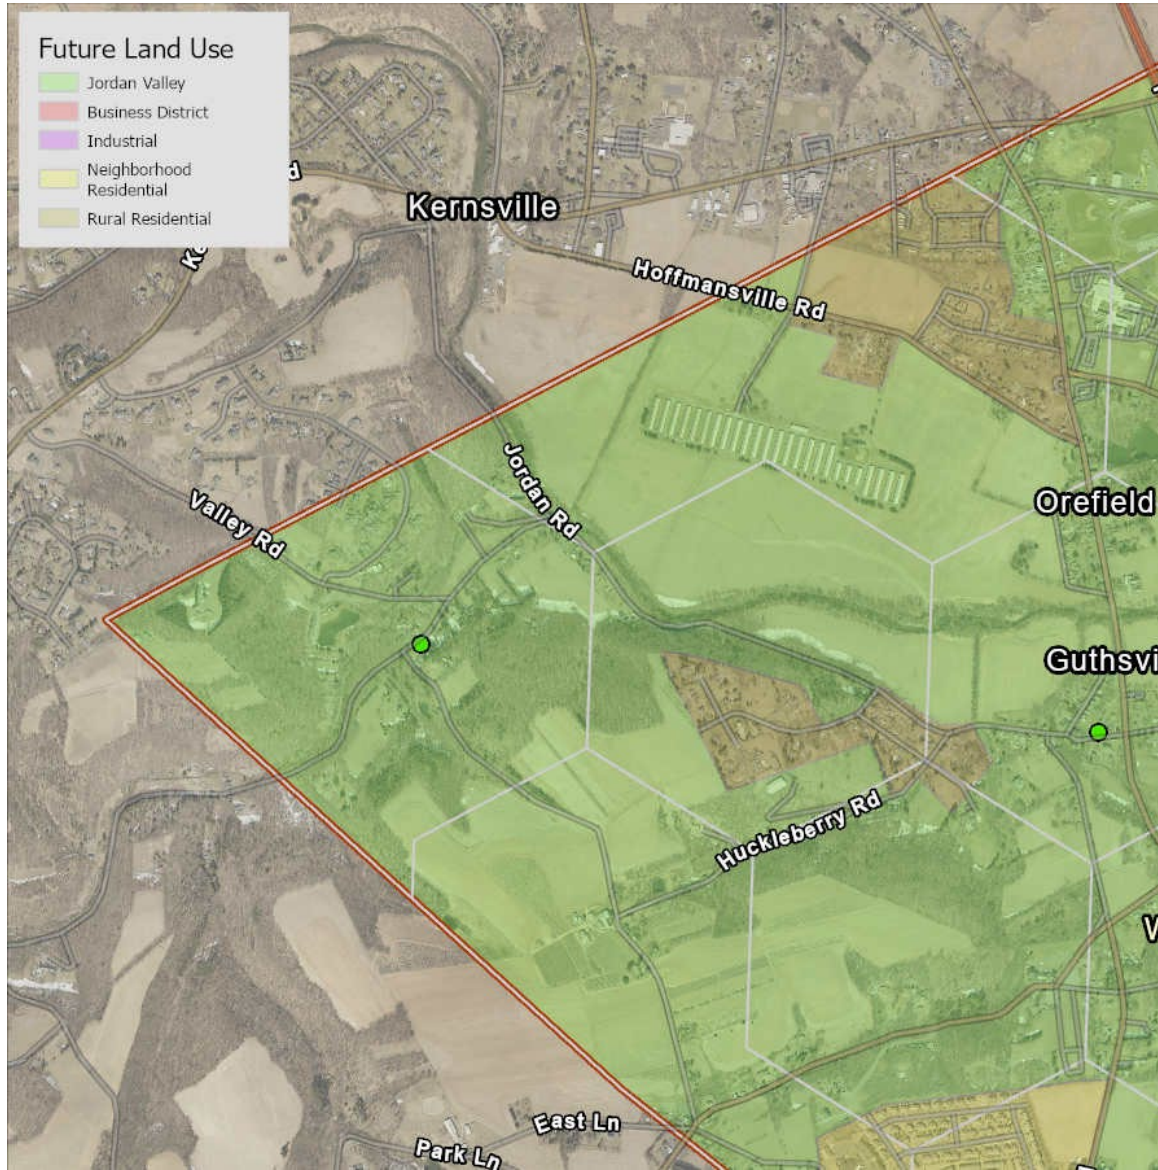 Future Land Use
Jordan Valley
Business District
Industrial
Neighborhood
Residential
Rural Residential
Kernsville
Hoffmansville Rd
Jordan Rd
Valley Rd
Orefield
Guthsvi
Huckleberry Rd
W
East Ln
Park Ln